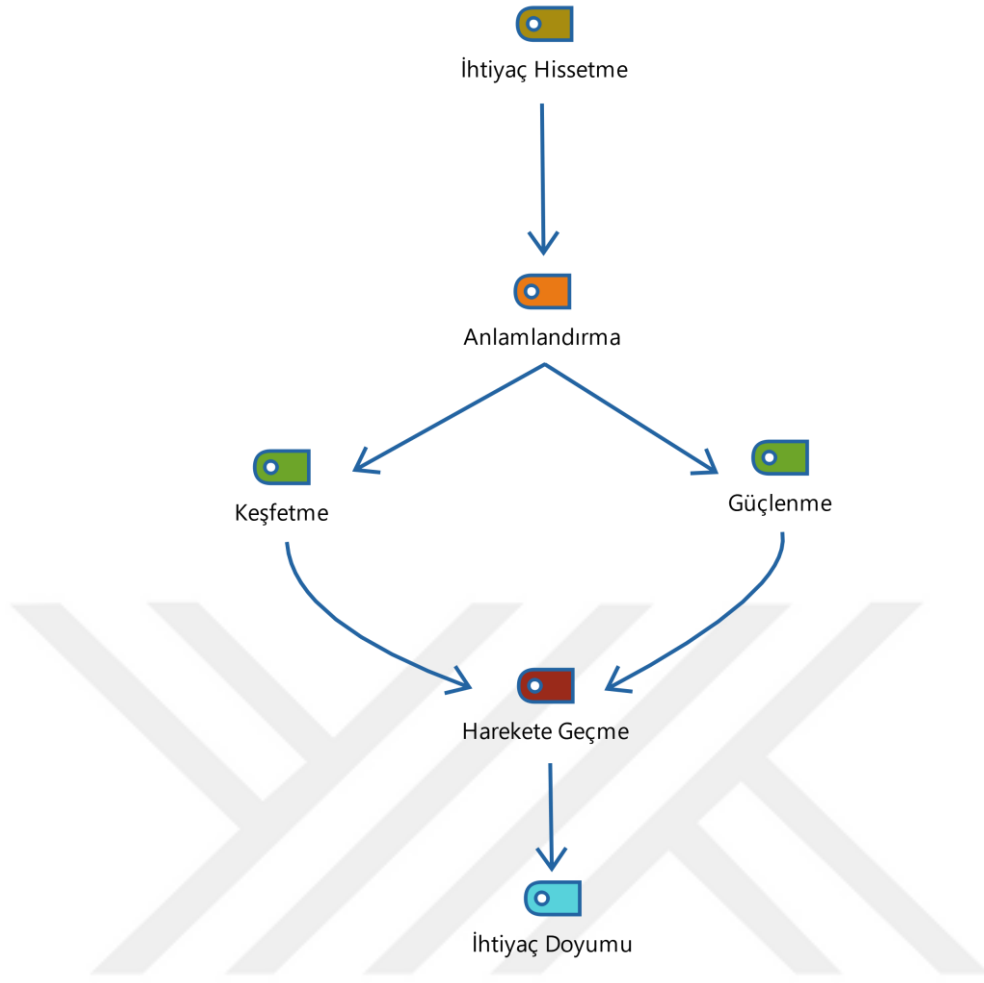 İhtiyaç Hissetme
Anlamlandırma
Keşfetme
Güçlenme
Harekete Geçme
İhtiyaç Doyumu